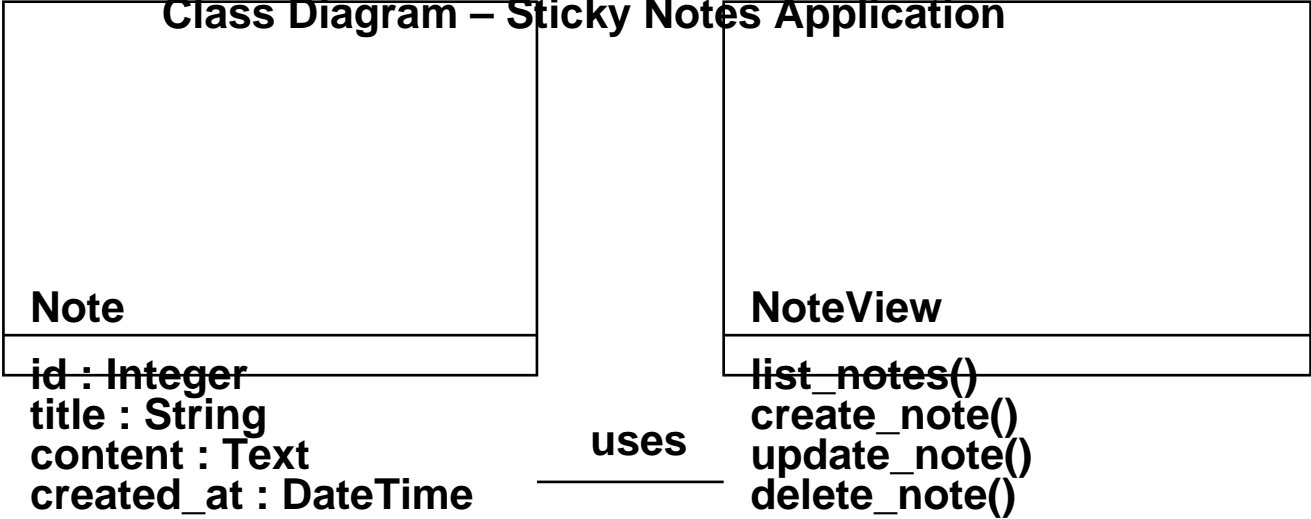 Class Diagram – Sticky Notes Application
Note
id : Integer
title : String
content : Text
created_at : DateTime
uses
NoteView
list_notes()
create_note()
update_note()
delete_note()